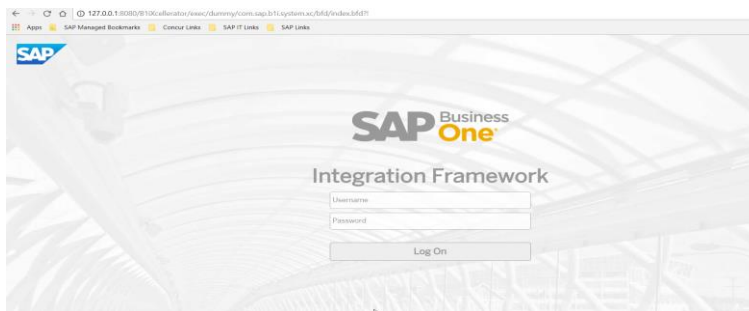 127.0.0.1:8080/B1iXcellerator/exec/dummy/com.sap.b1i.system.xc/bfd/index.bfd?!
Apps SAP Managed Bookmarks Concur Links SAP IT Links SAP Links
SAP
SAP Business One
Integration Framework
Username
Password
Log On